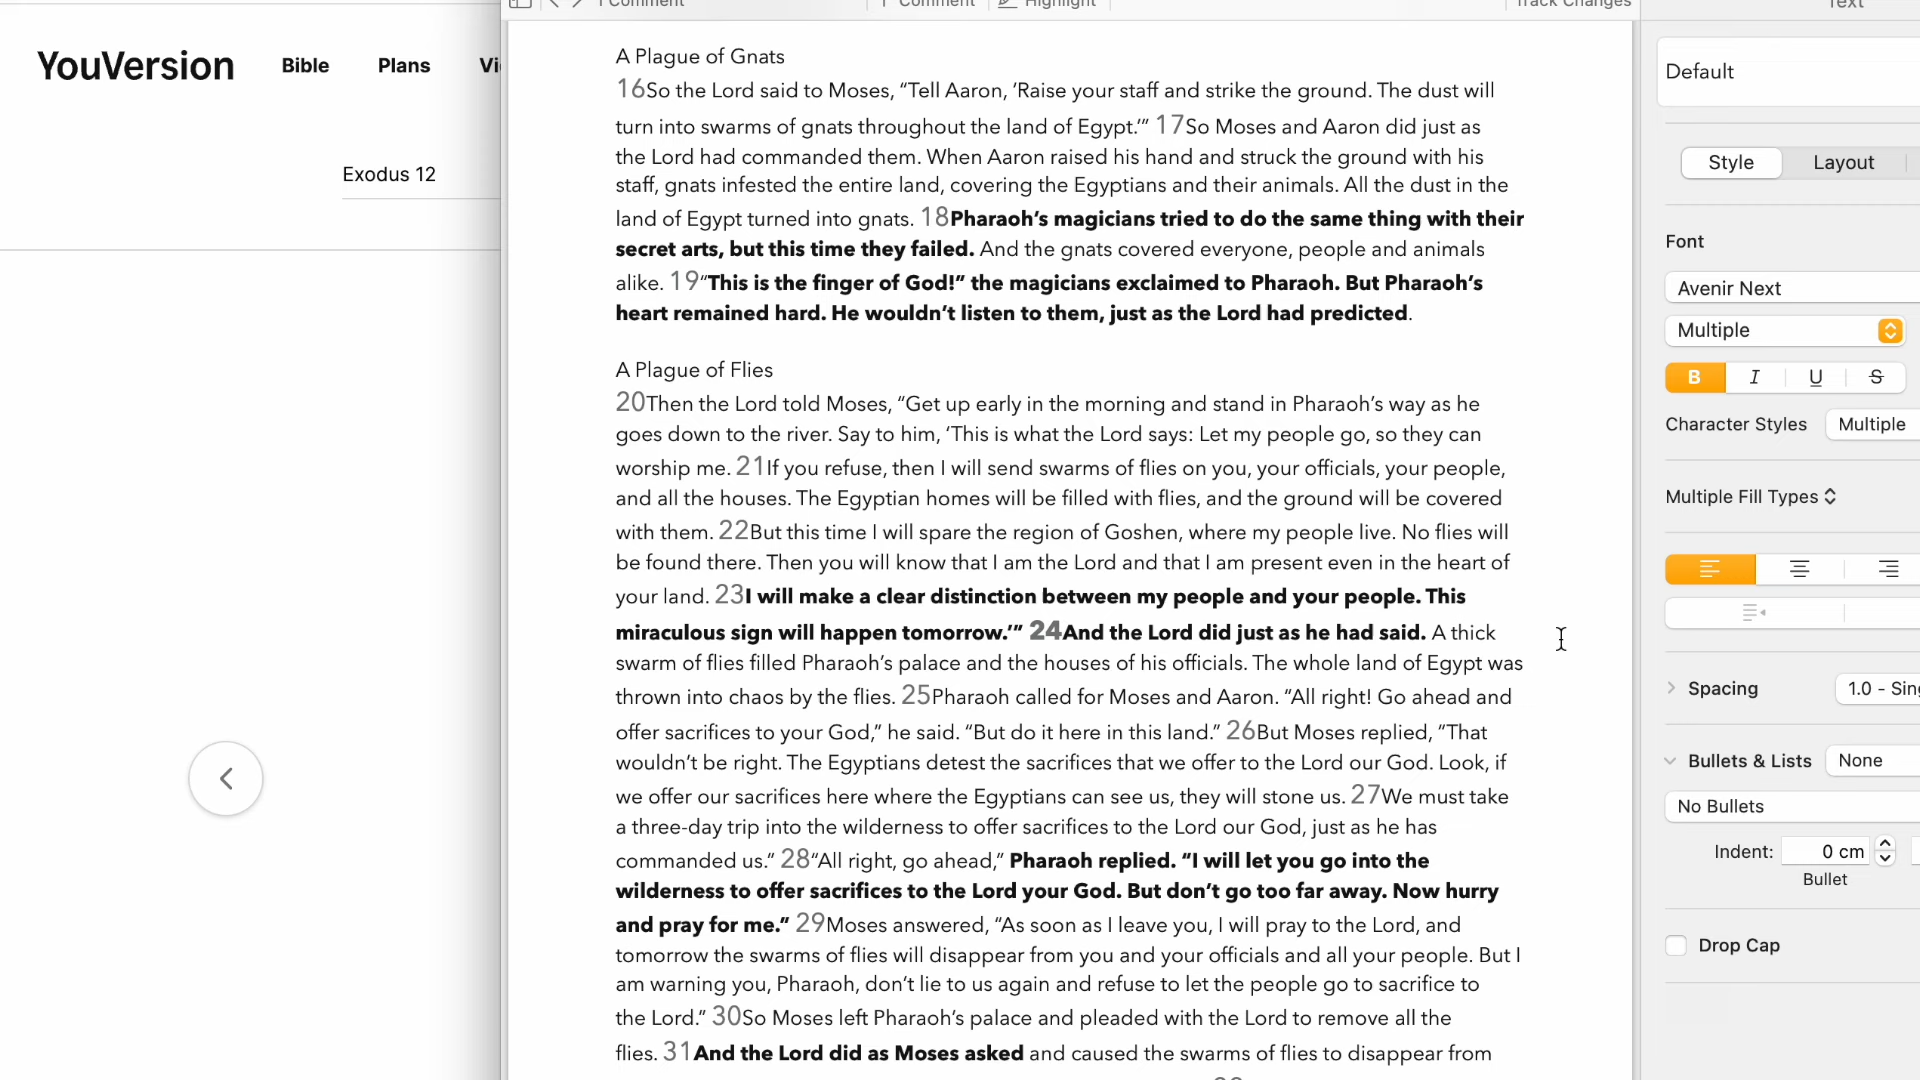 1 Comment
Comment
Highlight
Track Changes
Text
YouVersion
Bible
Plans
Exodus 12
A Plague of Gnats
16So the Lord said to Moses, “Tell Aaron, ‘Raise your staff and strike the ground. The dust will
turn into swarms of gnats throughout the land of Egypt.’” 17So Moses and Aaron did just as
the Lord had commanded them. When Aaron raised his hand and struck the ground with his
staff, gnats infested the entire land, covering the Egyptians and their animals. All the dust in the
land of Egypt turned into gnats. 18Pharaoh’s magicians tried to do the same thing with their
secret arts, but this time they failed. And the gnats covered everyone, people and animals
alike. 19“This is the finger of God!” the magicians exclaimed to Pharaoh. But Pharaoh’s
heart remained hard. He wouldn’t listen to them, just as the Lord had predicted.
A Plague of Flies
20Then the Lord told Moses, “Get up early in the morning and stand in Pharaoh’s way as he
goes down to the river. Say to him, ‘This is what the Lord says: Let my people go, so they can
worship me. 21If you refuse, then I will send swarms of flies on you, your officials, your people,
and all the houses. The Egyptian homes will be filled with flies, and the ground will be covered
with them. 22But this time I will spare the region of Goshen, where my people live. No flies will
be found there. Then you will know that I am the Lord and that I am present even in the heart of
your land. 23I will make a clear distinction between my people and your people. This
miraculous sign will happen tomorrow.’” 24And the Lord did just as he had said. A thick
swarm of flies filled Pharaoh’s palace and the houses of his officials. The whole land of Egypt was
thrown into chaos by the flies. 25Pharaoh called for Moses and Aaron. “All right! Go ahead and
offer sacrifices to your God,” he said. “But do it here in this land.” 26But Moses replied, “That
wouldn’t be right. The Egyptians detest the sacrifices that we offer to the Lord our God. Look, if
we offer our sacrifices here where the Egyptians can see us, they will stone us. 27We must take
a three-day trip into the wilderness to offer sacrifices to the Lord our God, just as he has
commanded us.” 28“All right, go ahead,” Pharaoh replied. “I will let you go into the
wilderness to offer sacrifices to the Lord your God. But don’t go too far away. Now hurry
and pray for me.” 29Moses answered, “As soon as I leave you, I will pray to the Lord, and
tomorrow the swarms of flies will disappear from you and your officials and all your people. But I
am warning you, Pharaoh, don’t lie to us again and refuse to let the people go to sacrifice to
the Lord.” 30So Moses left Pharaoh’s palace and pleaded with the Lord to remove all the
flies. 31And the Lord did as Moses asked and caused the swarms of flies to disappear from
Default
Style Layout
Font
Avenir Next
Multiple
B I U S
Character Styles Multiple
Multiple Fill Types
Spacing 1.0 - Sin
Bullets & Lists None
No Bullets
Indent: 0 cm
Bullet
Drop Cap